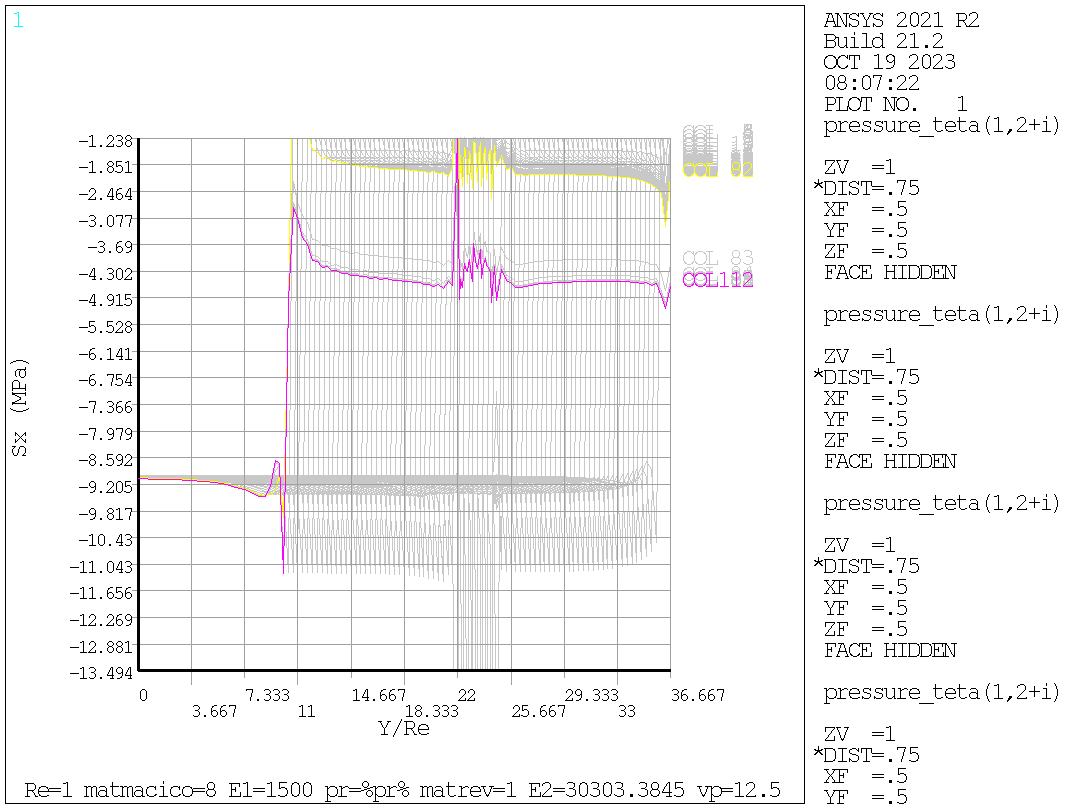 1
ANSYS 2021 R2
Build 21.2
OCT 19 2023
08:07:22
PLOT NO. 1
pressure_teta(1,2+i)
ZV =1
*DIST=.75
XF =.5
YF =.5
ZF =.5
FACE HIDDEN
pressure_teta(1,2+i)
ZV =1
*DIST=.75
XF =.5
YF =.5
ZF =.5
FACE HIDDEN
pressure_teta(1,2+i)
ZV =1
*DIST=.75
XF =.5
YF =.5
ZF =.5
FACE HIDDEN
pressure_teta(1,2+i)
ZV =1
*DIST=.75
XF =.5
YF =.5
-1.238
-1.851
-2.464
-3.077
-3.69
-4.302
-4.915
-5.528
-6.141
-6.754
-7.366
-7.979
-8.592
-9.205
-9.817
-10.43
-11.043
-11.656
-12.269
-12.881
-13.494
Sx (MPa)
COL 83
COL112
0 7.333 14.667 22 29.333 36.667
3.667 11 18.333 25.667 33
Y/Re
Re=1 matmacico=8 E1=1500 pr=%pr% matrev=1 E2=30303.3845 vp=12.5